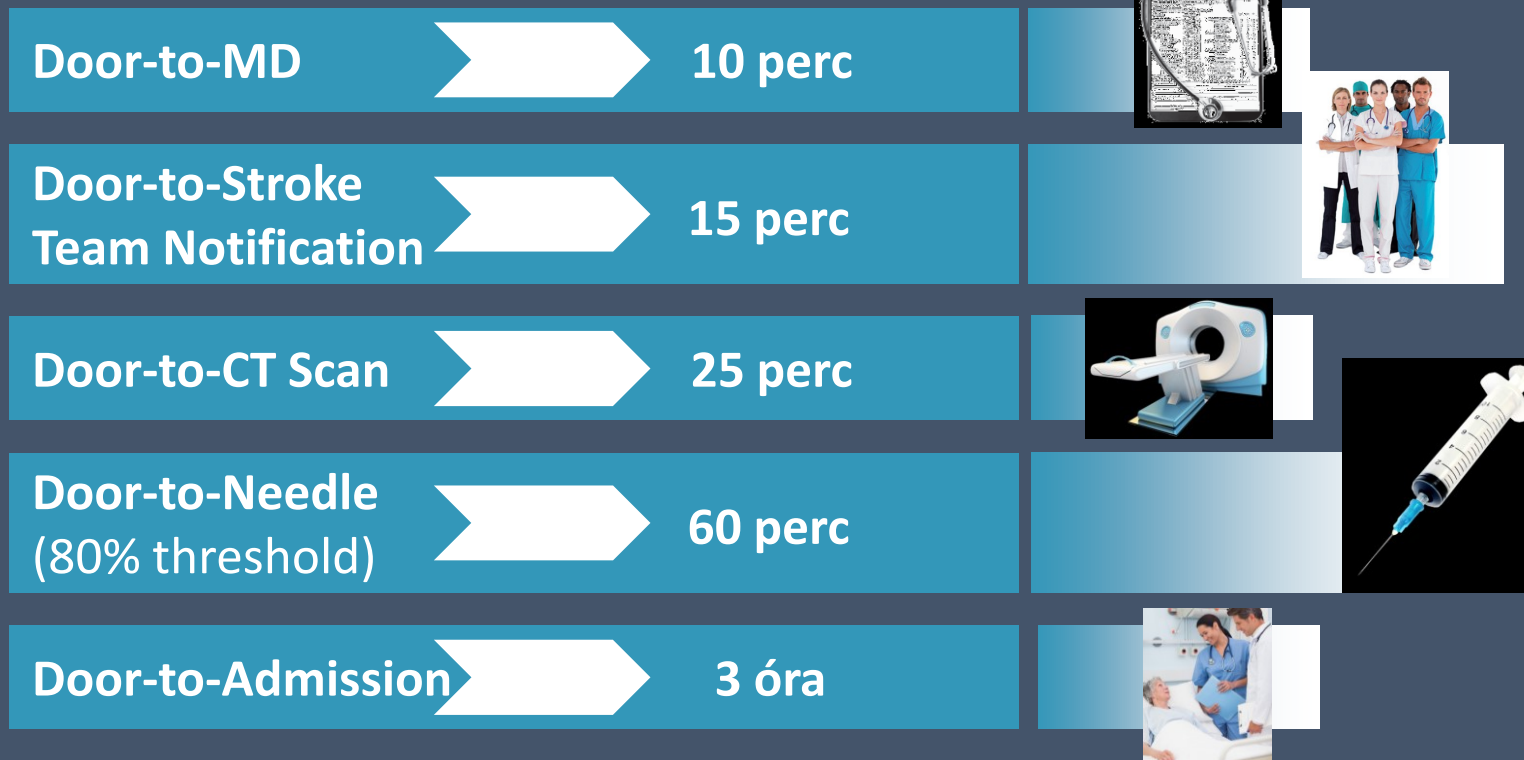 Door-to-MD
10 perc
Door-to-Stroke
Team Notification
15 perc
Door-to-CT Scan
25 perc
Door-to-Needle
(80% threshold)
60 perc
Door-to-Admission
3 óra